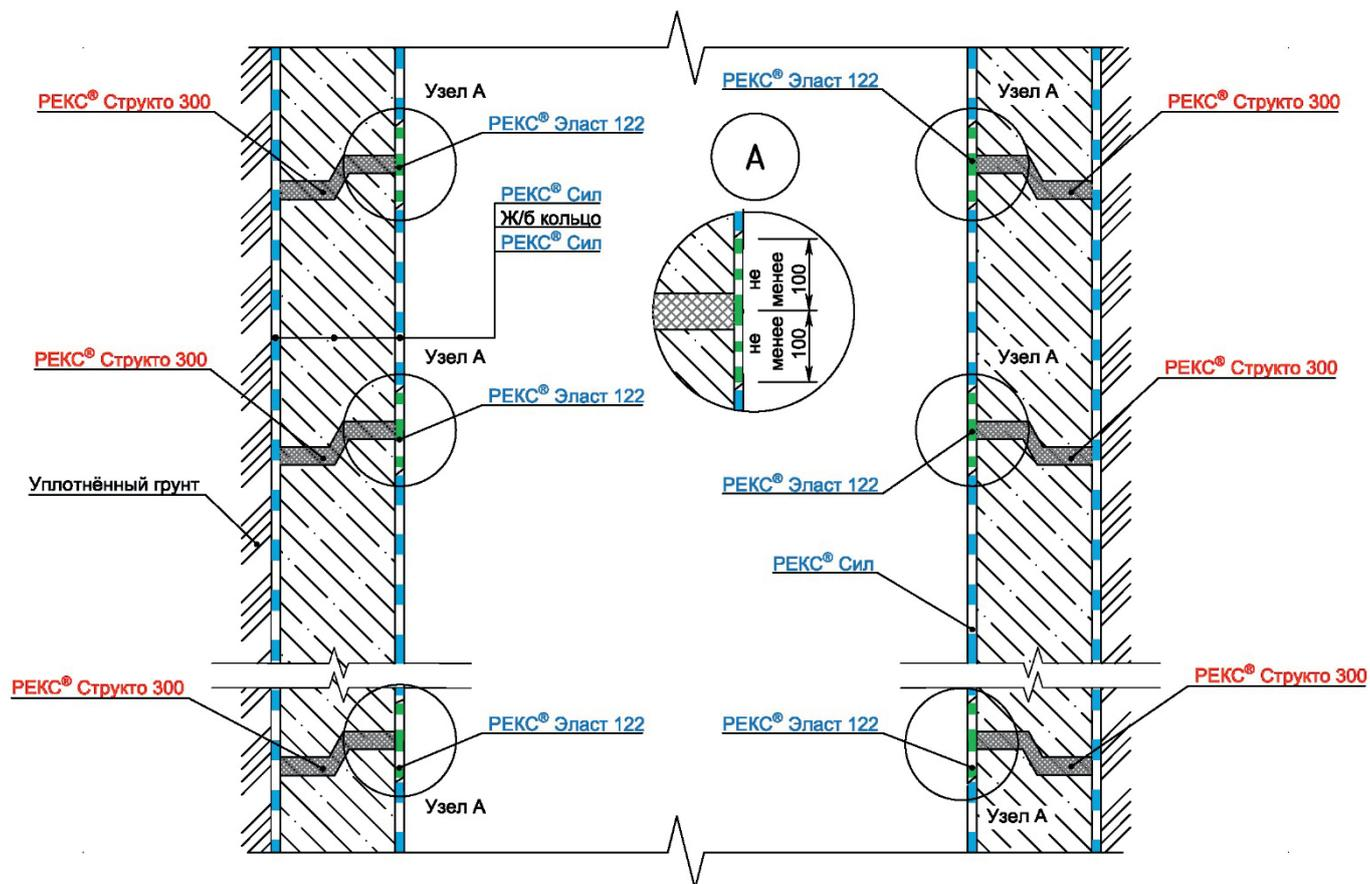 Узел А
РЕКС® Эласт 122
Узел А
РЕКС® Структо 300
РЕКС® Структо 300
РЕКС® Эласт 122
А
РЕКС® Сил
Ж/б кольцо
РЕКС® Сил
не
менее
100
не
менее
100
Узел А
Узел А
РЕКС® Структо 300
РЕКС® Структо 300
РЕКС® Эласт 122
Уплотнённый грунт
РЕКС® Эласт 122
РЕКС® Сил
РЕКС® Структо 300
РЕКС® Структо 300
РЕКС® Эласт 122
РЕКС® Эласт 122
Узел А
Узел А